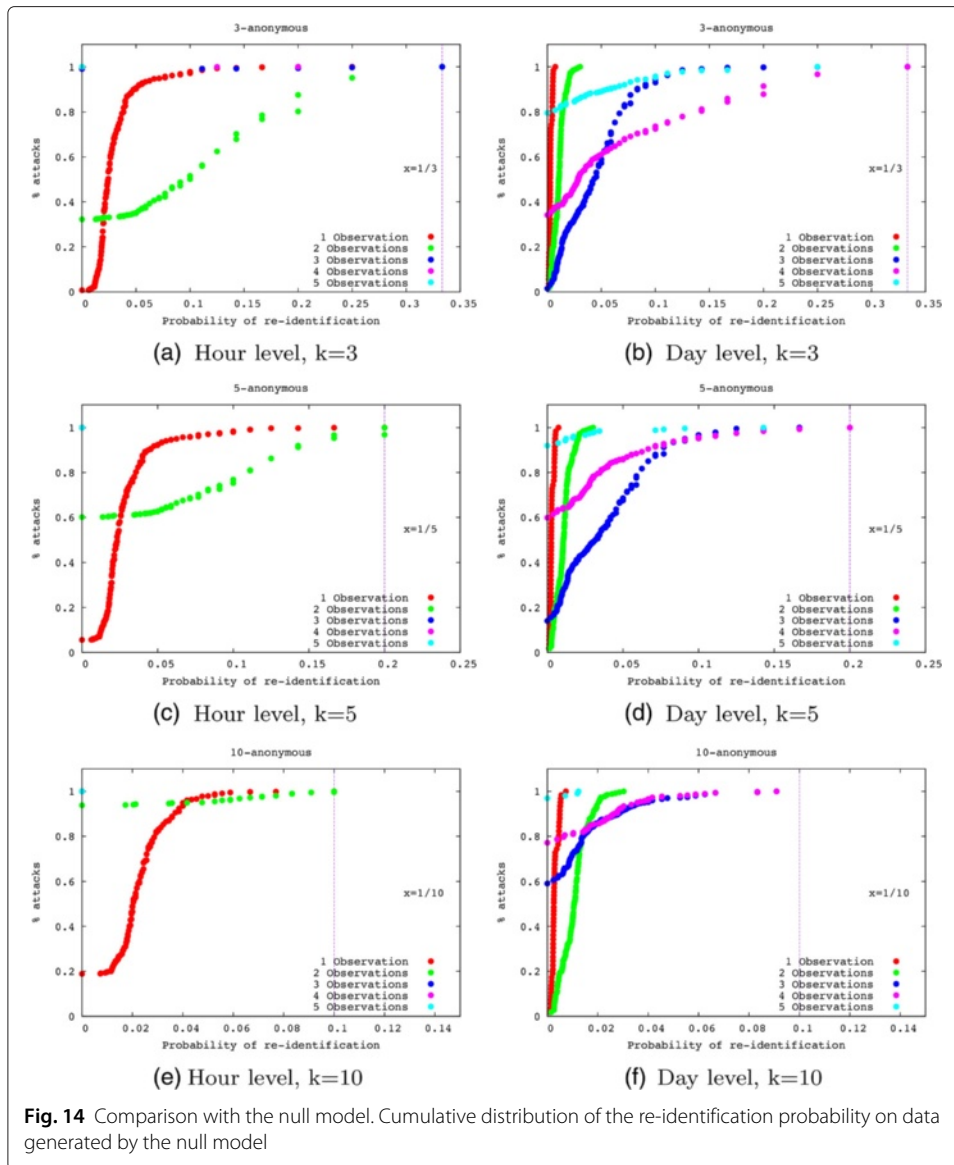 3-anonymous
1
0.8
0.6
0.4
0.2
0
% attacks
x=1/3
1 Observation
2 Observations
3 Observations
4 Observations
5 Observations
0 0.05 0.1 0.15 0.2 0.25 0.3 0.35
Probability of re-identification
(a) Hour level, k=3
3-anonymous
1
0.8
0.6
0.4
0.2
0
% attacks
x=1/3
1 Observation
2 Observations
3 Observations
4 Observations
5 Observations
0 0.05 0.1 0.15 0.2 0.25 0.3 0.35
Probability of re-identification
(b) Day level, k=3
5-anonymous
1
0.8
0.6
0.4
0.2
0
% attacks
x=1/5
1 Observation
2 Observations
3 Observations
4 Observations
5 Observations
0 0.05 0.1 0.15 0.2 0.25
Probability of re-identification
(c) Hour level, k=5
5-anonymous
1
0.8
0.6
0.4
0.2
0
% attacks
x=1/5
1 Observation
2 Observations
3 Observations
4 Observations
5 Observations
0 0.05 0.1 0.15 0.2 0.25
Probability of re-identification
(d) Day level, k=5
10-anonymous
1
0.8
0.6
0.4
0.2
0
% attacks
x=1/10
1 Observation
2 Observations
3 Observations
4 Observations
5 Observations
0 0.02 0.04 0.06 0.08 0.1 0.12 0.14
Probability of re-identification
(e) Hour level, k=10
10-anonymous
1
0.8
0.6
0.4
0.2
0
% attacks
x=1/10
1 Observation
2 Observations
3 Observations
4 Observations
5 Observations
0 0.02 0.04 0.06 0.08 0.1 0.12 0.14
Probability of re-identification
(f) Day level, k=10
Fig. 14 Comparison with the null model. Cumulative distribution of the re-identification probability on data
generated by the null model